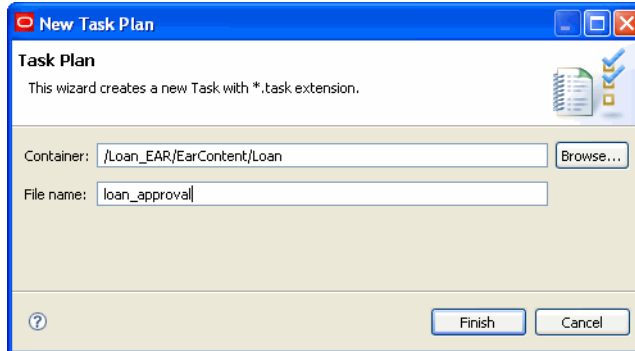 New Task Plan
Task Plan
This wizard creates a new Task with *.task extension.
Container: /Loan_EAR/EarContent/Loan Browse...
File name: loan_approval
Finish Cancel